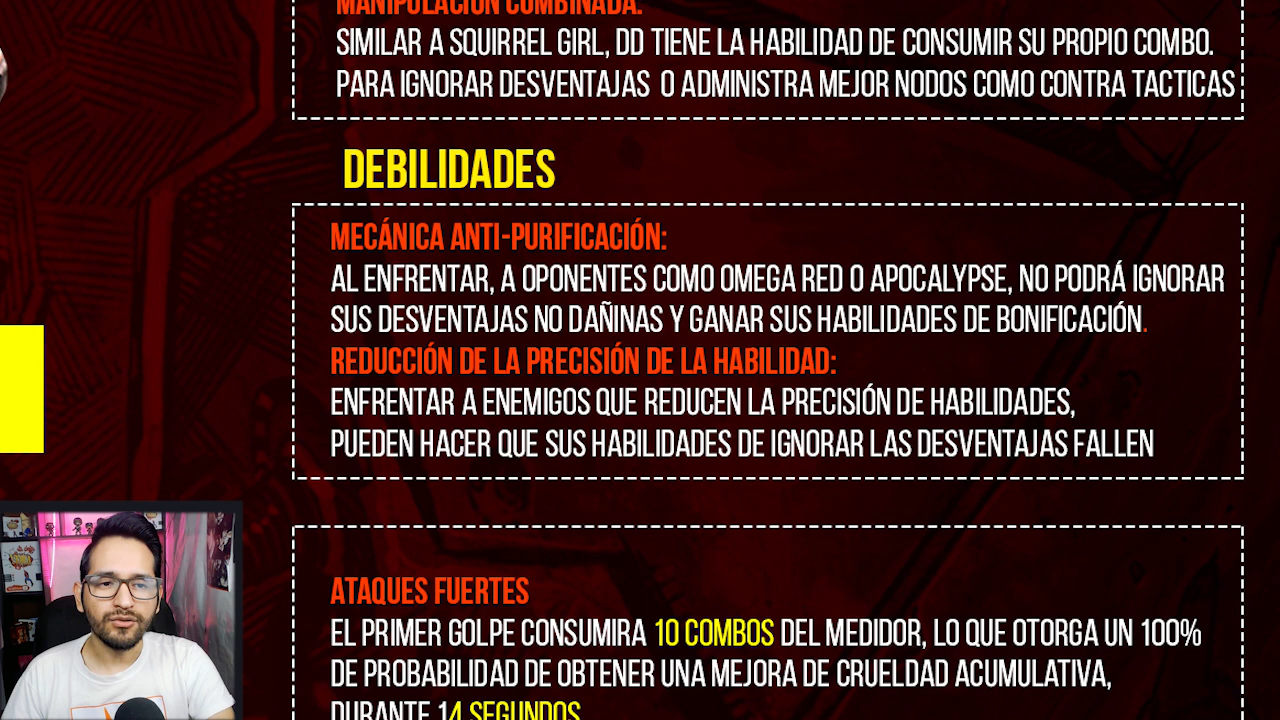 MANIPULACIÓN COMBINADA:
SIMILAR A SQUIRREL GIRL, DD TIENE LA HABILIDAD DE CONSUMIR SU PROPIO COMBO.
PARA IGNORAR DESVENTAJAS O ADMINISTRA MEJOR NODOS COMO CONTRA TACTICAS
DEBILIDADES
MECÁNICA ANTI-PURIFICACIÓN:
AL ENFRENTAR, A OPONENTES COMO OMEGA RED O APOCALYPSE, NO PODRÁ IGNORAR
SUS DESVENTAJAS NO DAÑINAS Y GANAR SUS HABILIDADES DE BONIFICACIÓN.
REDUCCIÓN DE LA PRECISIÓN DE LA HABILIDAD:
ENFRENTAR A ENEMIGOS QUE REDUCEN LA PRECISIÓN DE HABILIDADES,
PUEDEN HACER QUE SUS HABILIDADES DE IGNORAR LAS DESVENTAJAS FALLEN
ATAQUES FUERTES
EL PRIMER GOLPE CONSUMIRA 10 COMBOS DEL MEDIDOR, LO QUE OTORGA UN 100%
DE PROBABILIDAD DE OBTENER UNA MEJORA DE CRUELDAD ACUMULATIVA,
DURANTE 14 SEGUNDOS